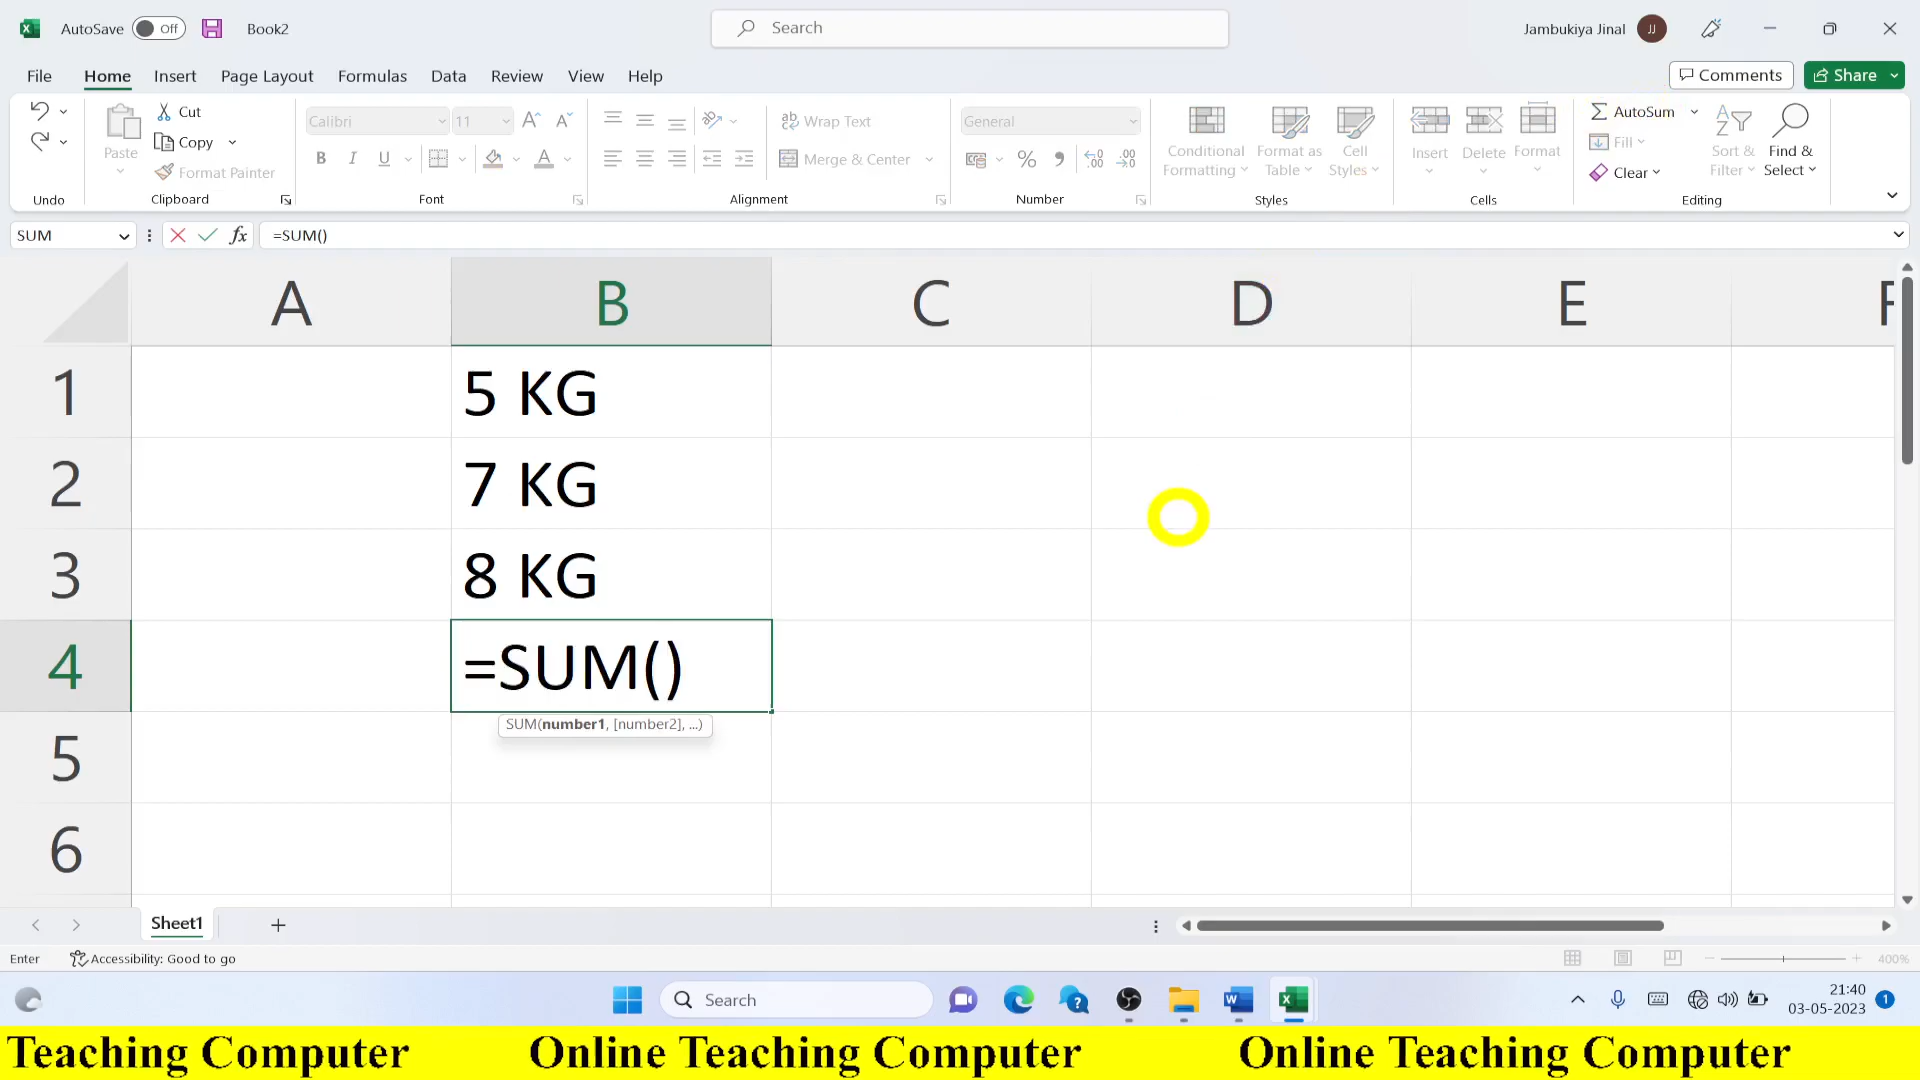 AutoSave Off Book2 Search Jambukiya Jinal JJ
File Home Insert Page Layout Formulas Data Review View Help Comments Share
Cut
Copy
Format Painter
Paste
Undo Clipboard
Calibri 11
B I U A
Font
Wrap Text
Merge & Center
Alignment
General
Number
Conditional Formatting
Format as Table
Cell Styles
Styles
Insert Delete Format
Cells
AutoSum
Fill
Clear
Sort & Filter
Find & Select
Editing
SUM fx =SUM()
A B C D E F
1 5 KG
2 7 KG
3 8 KG
4 =SUM()
SUM(number1, [number2], ...)
5
6
Sheet1
Enter Accessibility: Good to go 400%
Search 21:40
03-05-2023 1
Teaching Computer Online Teaching Computer Online Teaching Computer